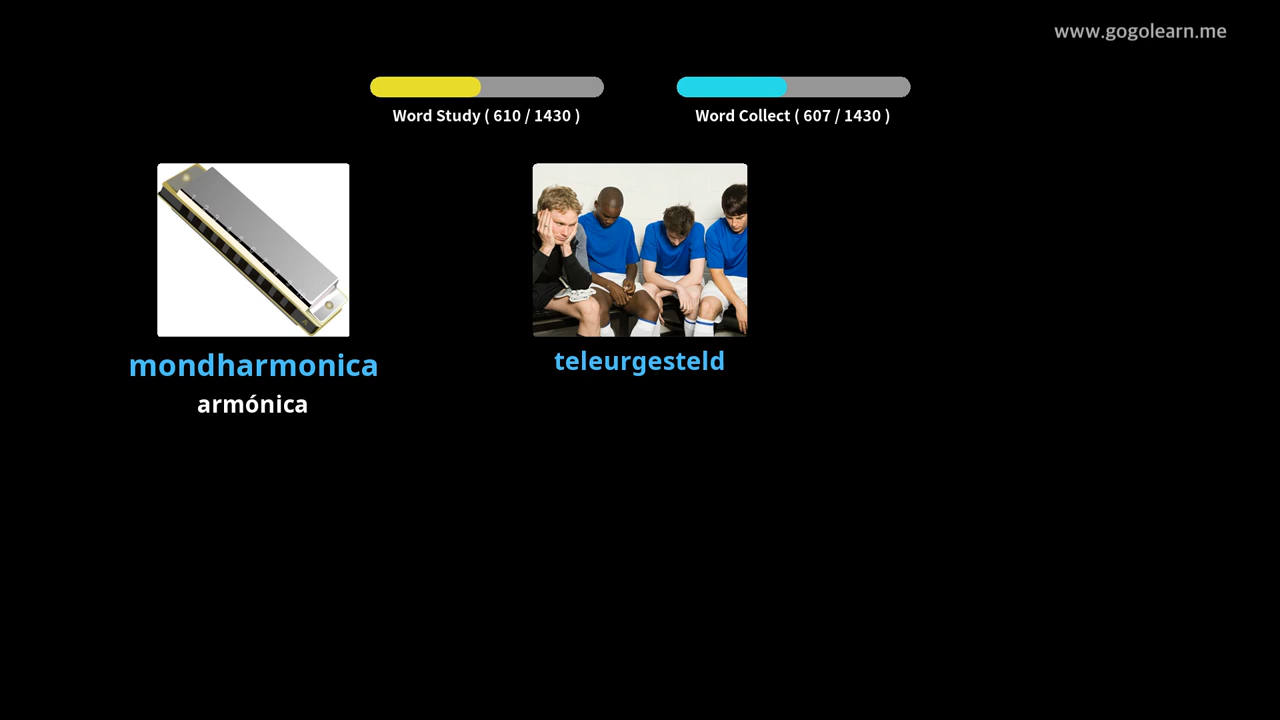 www.gogolearn.me
Word Study ( 610 / 1430 )
Word Collect ( 607 / 1430 )
mondharmonica
armónica
teleurgesteld